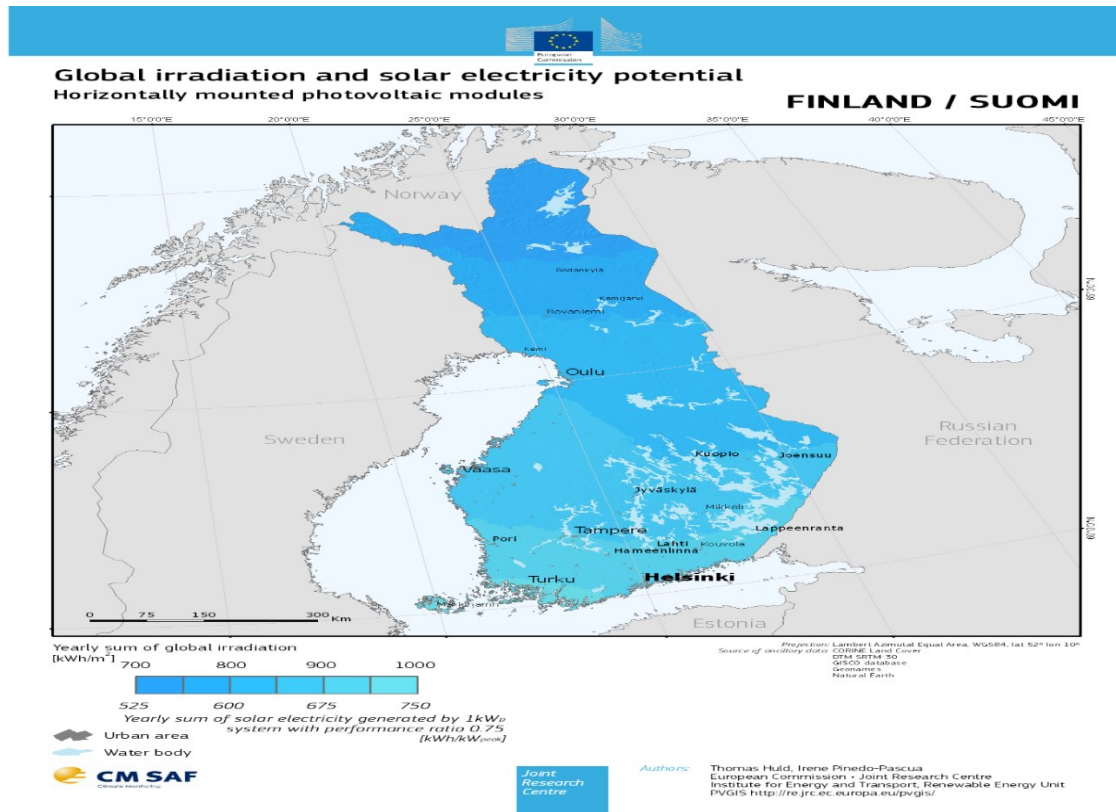 European
Commission
Global irradiation and solar electricity potential
Horizontally mounted photovoltaic modules
FINLAND / SUOMI
15°0'0"E 20°0'0"E 25°0'0"E 30°0'0"E 35°0'0"E 40°0'0"E 45°0'0"E
Norway
Sodankylä
Kemijarvi
Rovaniemi
Kemi
Oulu
Sweden
Russian
Federation
Vaasa
Kuopio
Joensuu
Jyväskylä
Mikkeli
Tampere
Lappeenranta
Pori
Lahti
Kouvola
Hameenlinna
Helsinki
Turku
Estonia
0 75 150 300 Km
Yearly sum of global irradiation
[kWh/m²]
700 800 900 1000
525 600 675 750
Yearly sum of solar electricity generated by 1kWp
system with performance ratio 0.75
[kWh/kWpeak]
Urban area
Water body
CM SAF
Climate Monitoring
Projection: Lambert Azimutal Equal Area, WGS84, lat 52° lon 10°
Source of ancillary data: CORINE Land Cover
DTM SRTM-30
GISCO database
Geonames
Natural Earth
Joint
Research
Centre
Authors: Thomas Huld, Irene Pinedo-Pascua
European Commission - Joint Research Centre
Institute for Energy and Transport, Renewable Energy Unit
PVGIS http://re.jrc.ec.europa.eu/pvgis/